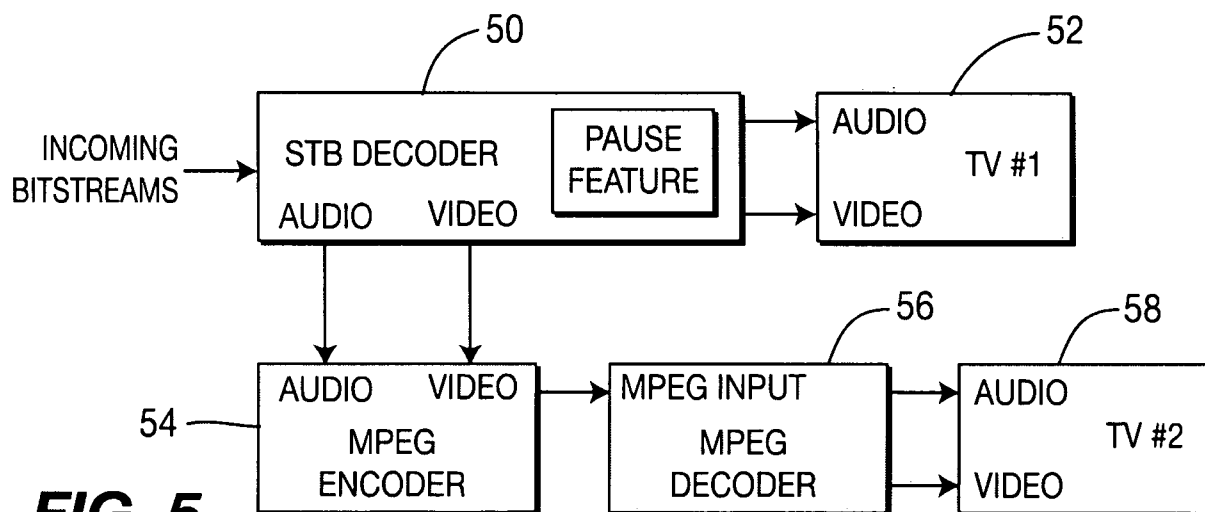 50
52
INCOMING
BITSTREAMS
STB DECODER
PAUSE
FEATURE
AUDIO
VIDEO
AUDIO
TV #1
VIDEO
54
56
58
AUDIO
VIDEO
MPEG
ENCODER
MPEG INPUT
MPEG
DECODER
AUDIO
TV #2
VIDEO
FIG. 5